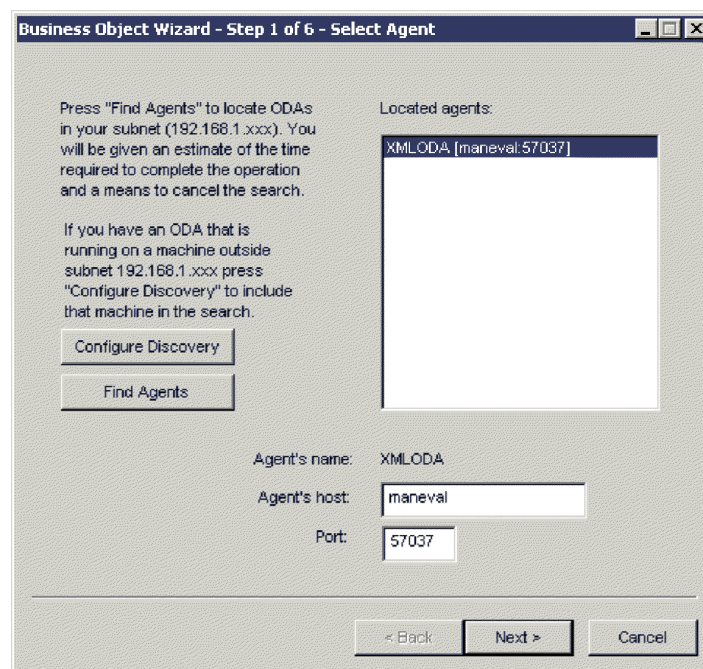 Business Object Wizard - Step 1 of 6 - Select Agent
Press "Find Agents" to locate ODAs
in your subnet (192.168.1.xxx). You
will be given an estimate of the time
required to complete the operation
and a means to cancel the search.
If you have an ODA that is
running on a machine outside
subnet 192.168.1.xxx press
"Configure Discovery" to include
that machine in the search.
Configure Discovery
Find Agents
Located agents:
XMLODA [maneval:57037]
Agent's name: XMLODA
Agent's host: maneval
Port: 57037
< Back Next > Cancel